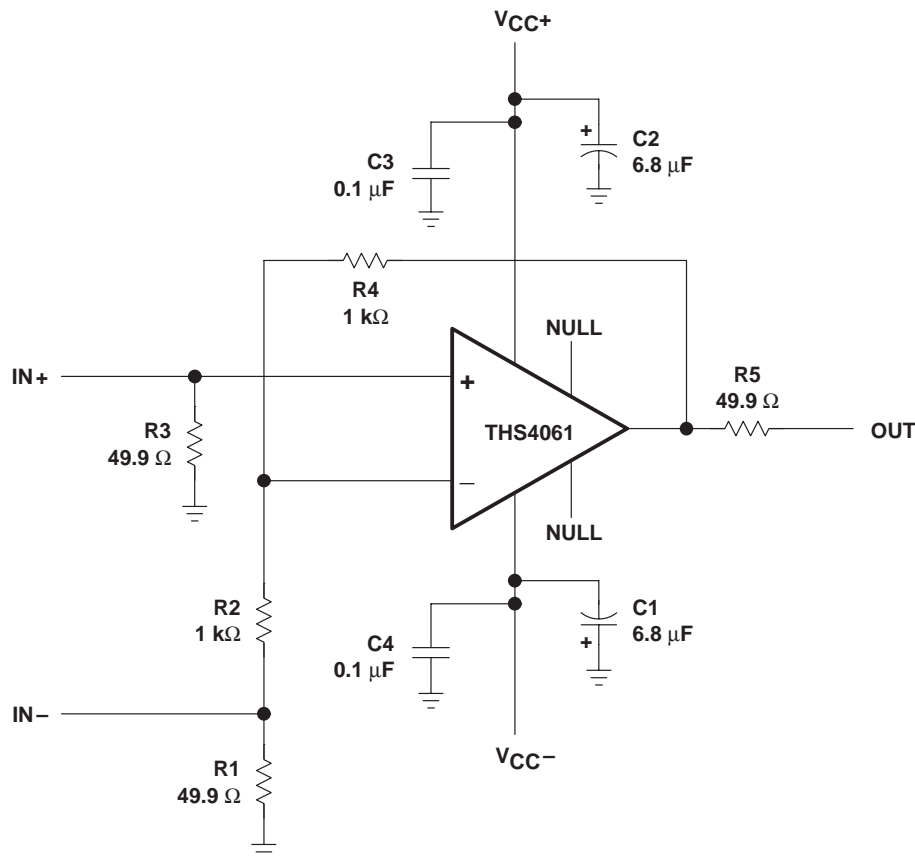 VCC+
+
C2
6.8 μF
C3
0.1 μF
R4
1 kΩ
NULL
IN+
+
R5
49.9 Ω
R3
49.9 Ω
THS4061
OUT
−
NULL
R2
1 kΩ
C1
6.8 μF
+
C4
0.1 μF
IN−
VCC−
R1
49.9 Ω